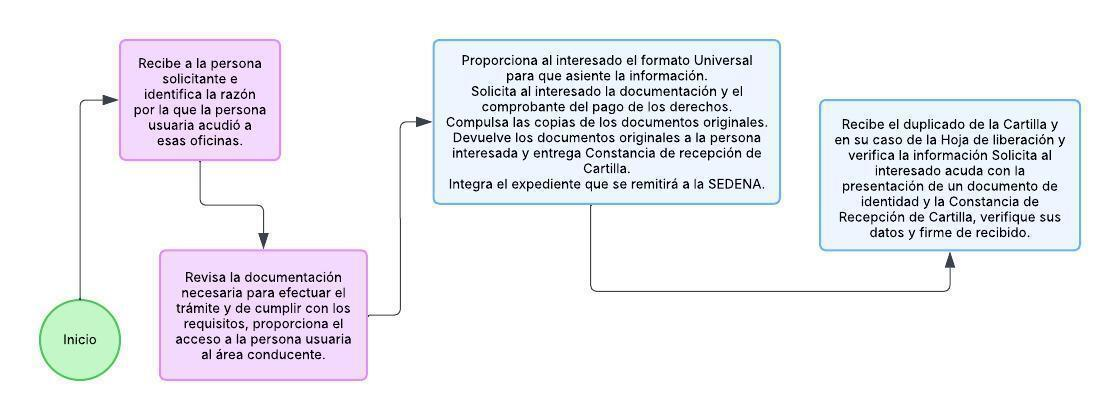 Inicio
Recibe a la persona
solicitante e
identifica la razón
por la que la persona
usuaria acudió a
esas oficinas.
Revisa la documentación
necesaria para efectuar el
trámite y de cumplir con los
requisitos, proporciona el
acceso a la persona usuaria
al área conducente.
Proporciona al interesado el formato Universal
para que asiente la información.
Solicita al interesado la documentación y el
comprobante del pago de los derechos.
Compulsa las copias de los documentos originales.
Devuelve los documentos originales a la persona
interesada y entrega Constancia de recepción de
Cartilla.
Integra el expediente que se remitirá a la SEDENA.
Recibe el duplicado de la Cartilla y
en su caso de la Hoja de liberación y
verifica la información Solicita al
interesado acuda con la
presentación de un documento de
identidad y la Constancia de
Recepción de Cartilla, verifique sus
datos y firme de recibido.